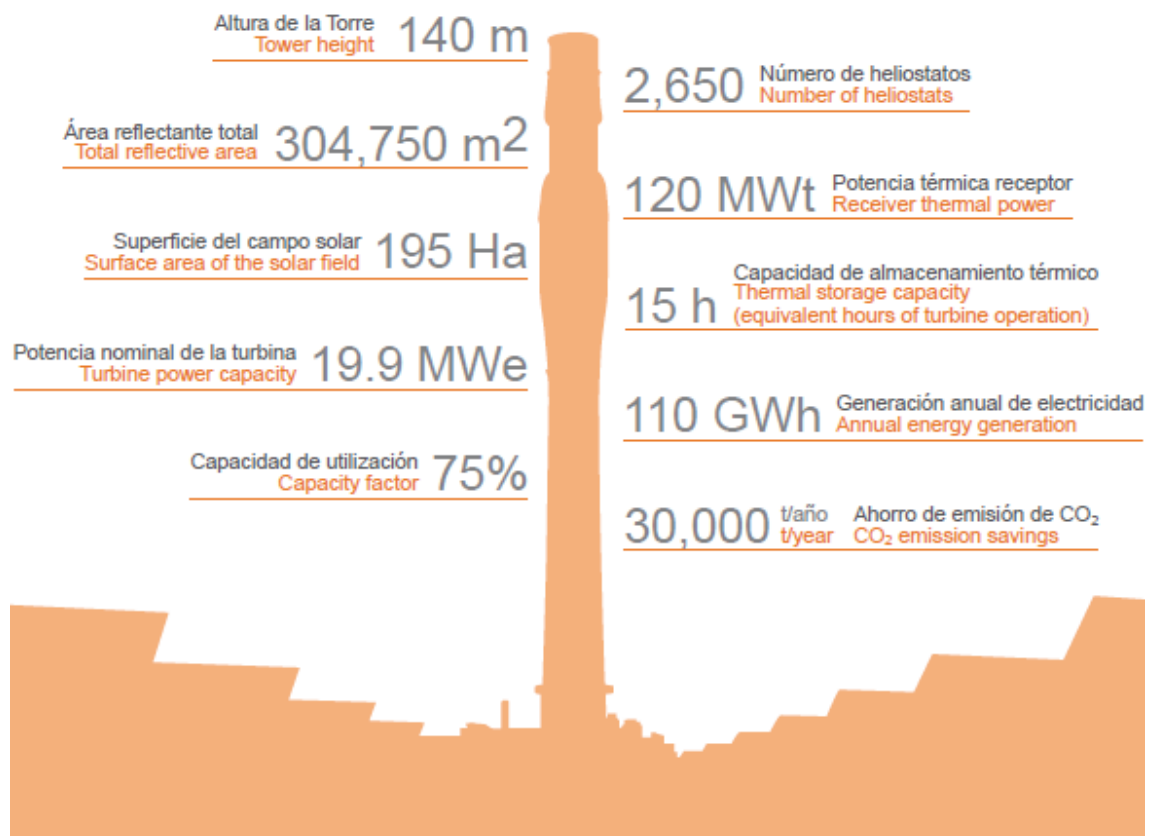 Altura de la Torre
Tower height
140 m
2,650
Número de heliostatos
Number of heliostats
Área reflectante total
Total reflective area
304,750 m²
120 MWt
Potencia térmica receptor
Receiver thermal power
Superficie del campo solar
Surface area of the solar field
195 Ha
15 h
Capacidad de almacenamiento térmico
Thermal storage capacity
(equivalent hours of turbine operation)
Potencia nominal de la turbina
Turbine power capacity
19.9 MWe
110 GWh
Generación anual de electricidad
Annual energy generation
Capacidad de utilización
Capacity factor
75%
30,000
t/año
t/year
Ahorro de emisión de CO₂
CO₂ emission savings